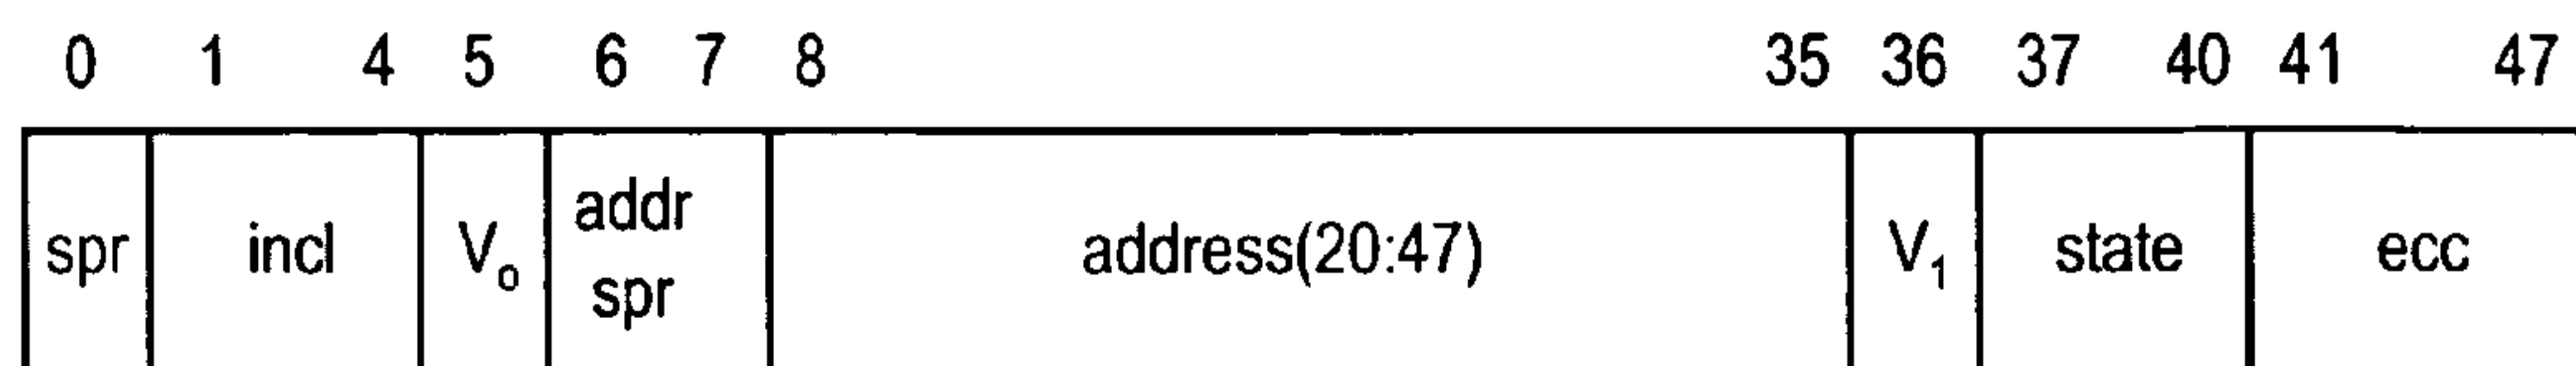 0 1 4 5 6 7 8 35 36 37 40 41 47
spr incl Vo addr spr address(20:47) V1 state ecc